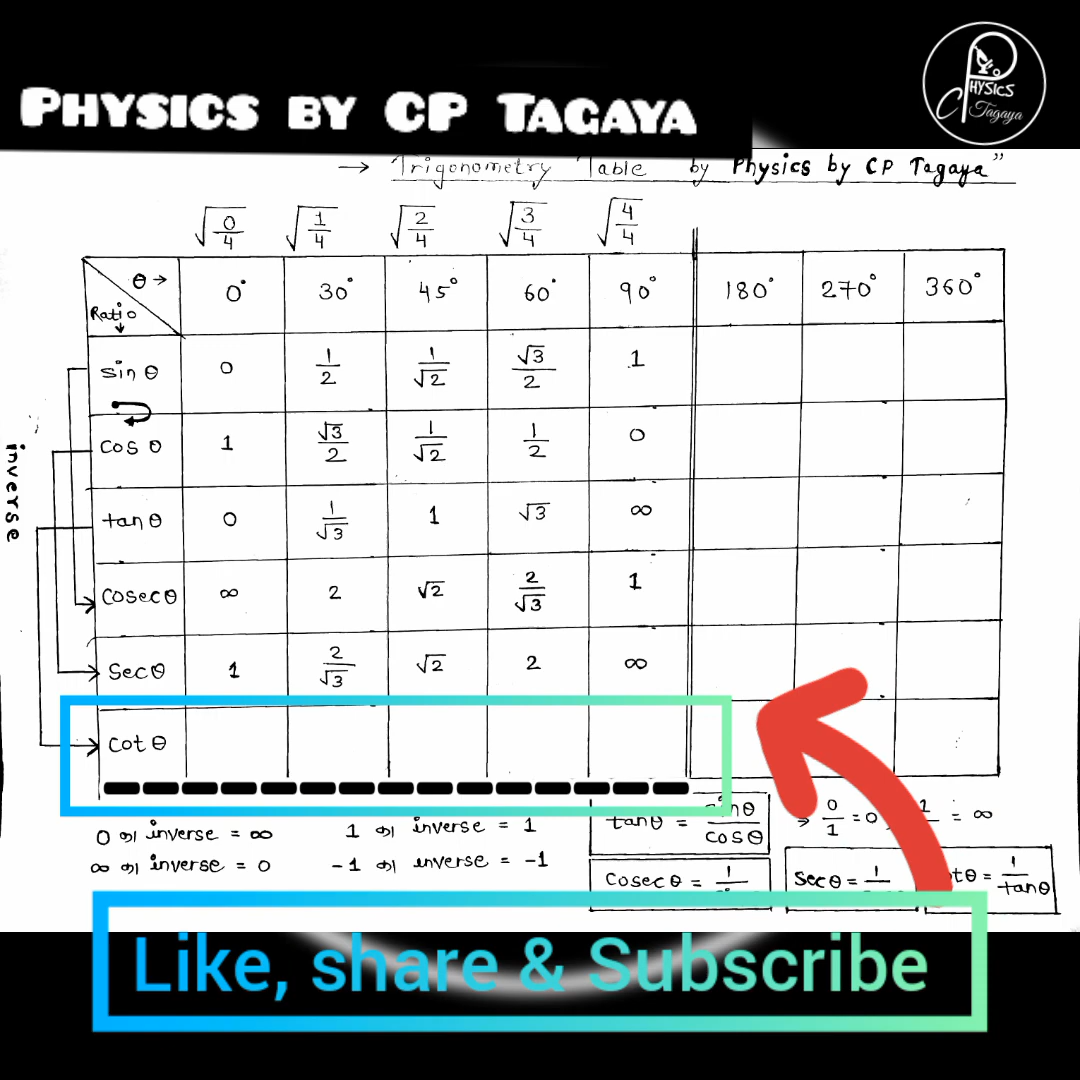 PHYSICS BY CP TAGAYA
PHYSICS
CP Tagaya
→ "Trigonometry Table by Physics by CP Tagaya"
√0/4 √1/4 √2/4 √3/4 √4/4
θ → Ratio ↓ 0° 30° 45° 60° 90° 180° 270° 360°
sin θ 0 1/2 1/√2 √3/2 1
cos θ 1 √3/2 1/√2 1/2 0
tan θ 0 1/√3 1 √3 ∞
cosec θ ∞ 2 √2 2/√3 1
sec θ 1 2/√3 √2 2 ∞
cot θ
inverse
0 का inverse = ∞ 1 का inverse = 1
∞ का inverse = 0 -1 का inverse = -1
tanθ = sinθ/cosθ ⇒ 0/1 = 0, = ∞
cosec θ = secθ = = 1/tanθ
Like, share & Subscribe